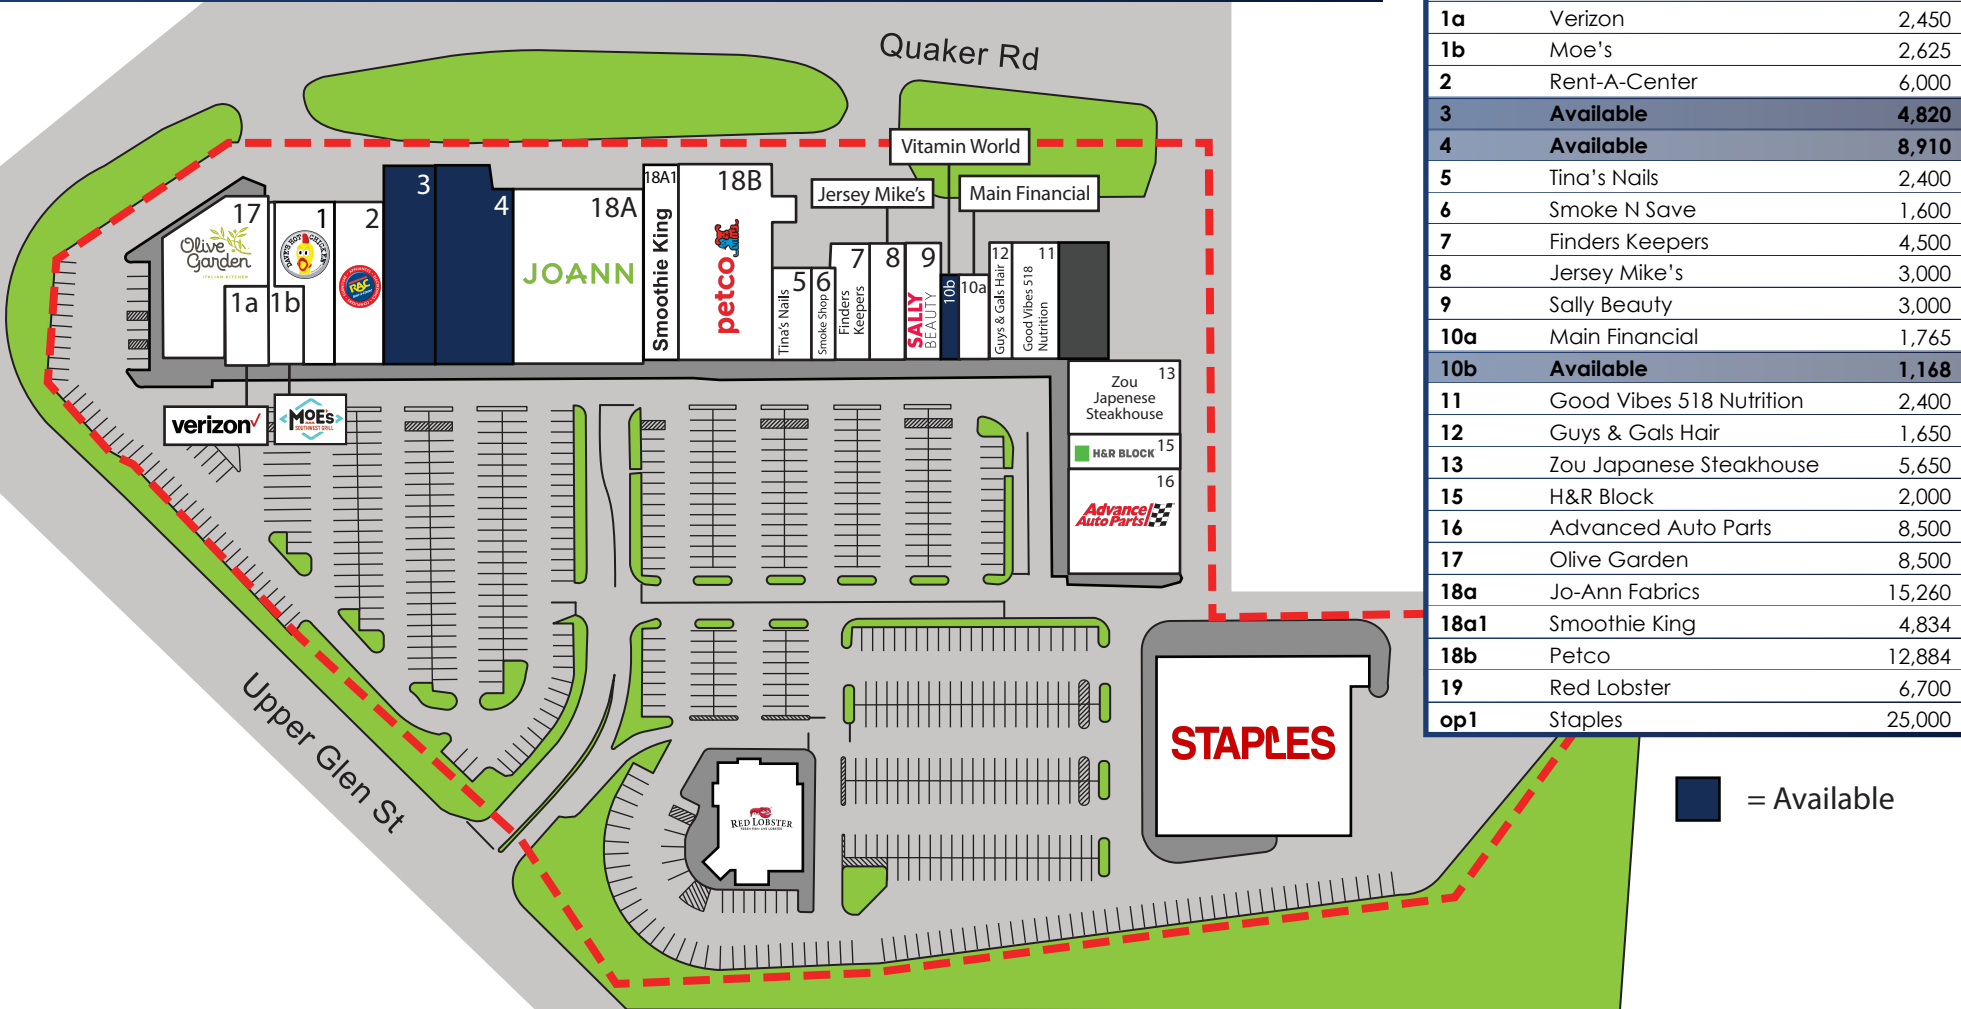 Quaker Rd
Vitamin World
Jersey Mike's
Main Financial
17
Olive
Garden
ITALIAN KITCHEN
1a
1b
1
DAVE'S HOT CHICKEN
2
RAC
3
4
18A
JOANN
18A1
Smoothie King
18B
petco
5
Tina's Nails
6
Smoke Shop
7
Finders
Keepers
8
9
SALLY
BEAUTY
10b
10a
12
Guys & Gals Hair
11
Good Vibes 518
Nutrition
verizon
MOE's
SOUTHWEST GRILL
13
Zou
Japenese
Steakhouse
H&R BLOCK
15
16
Advance
Auto Parts
Upper Glen St
RED LOBSTER
STAPLES
1a Verizon 2,450
1b Moe's 2,625
2 Rent-A-Center 6,000
3 Available 4,820
4 Available 8,910
5 Tina's Nails 2,400
6 Smoke N Save 1,600
7 Finders Keepers 4,500
8 Jersey Mike's 3,000
9 Sally Beauty 3,000
10a Main Financial 1,765
10b Available 1,168
11 Good Vibes 518 Nutrition 2,400
12 Guys & Gals Hair 1,650
13 Zou Japanese Steakhouse 5,650
15 H&R Block 2,000
16 Advanced Auto Parts 8,500
17 Olive Garden 8,500
18a Jo-Ann Fabrics 15,260
18a1 Smoothie King 4,834
18b Petco 12,884
19 Red Lobster 6,700
op1 Staples 25,000
= Available